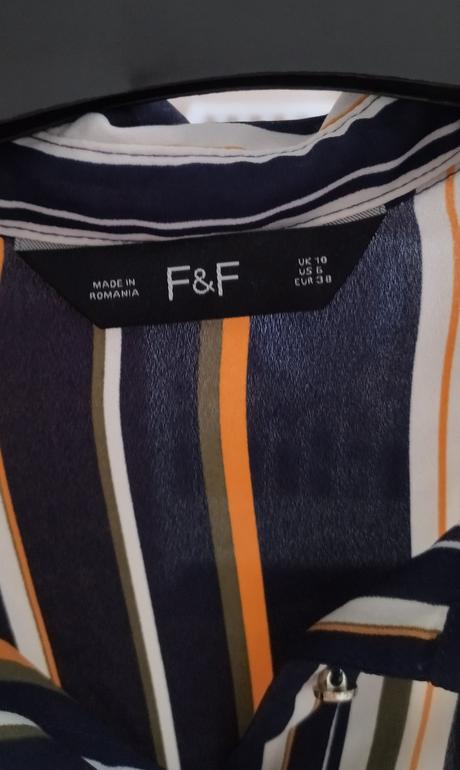 MADE IN
ROMANIA
F&F
UK 10
US 6
EUR 38